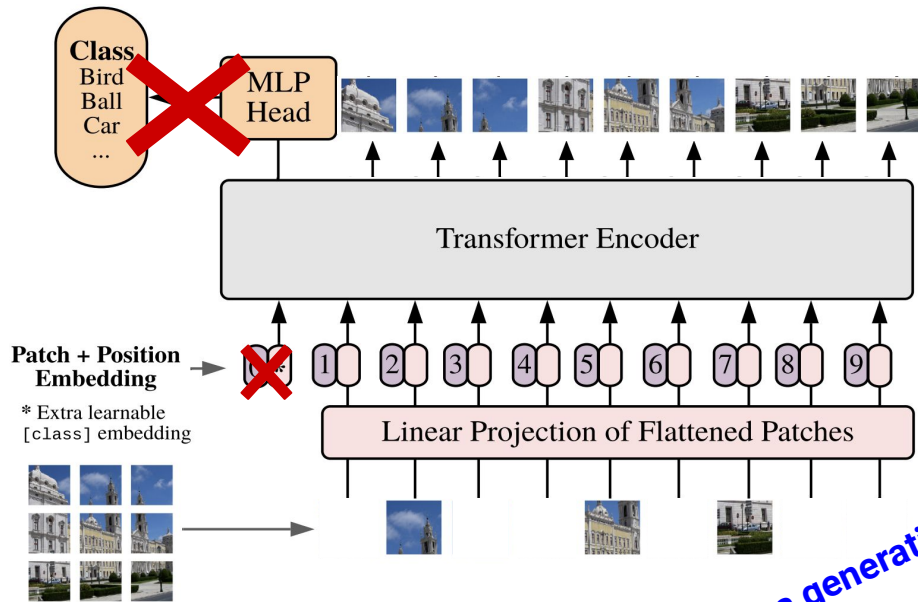 Class
Bird
Ball
Car
...
MLP
Head
Transformer Encoder
Patch + Position
Embedding
* Extra learnable
[class] embedding
*
1
2
3
4
5
6
7
8
9
Linear Projection of Flattened Patches